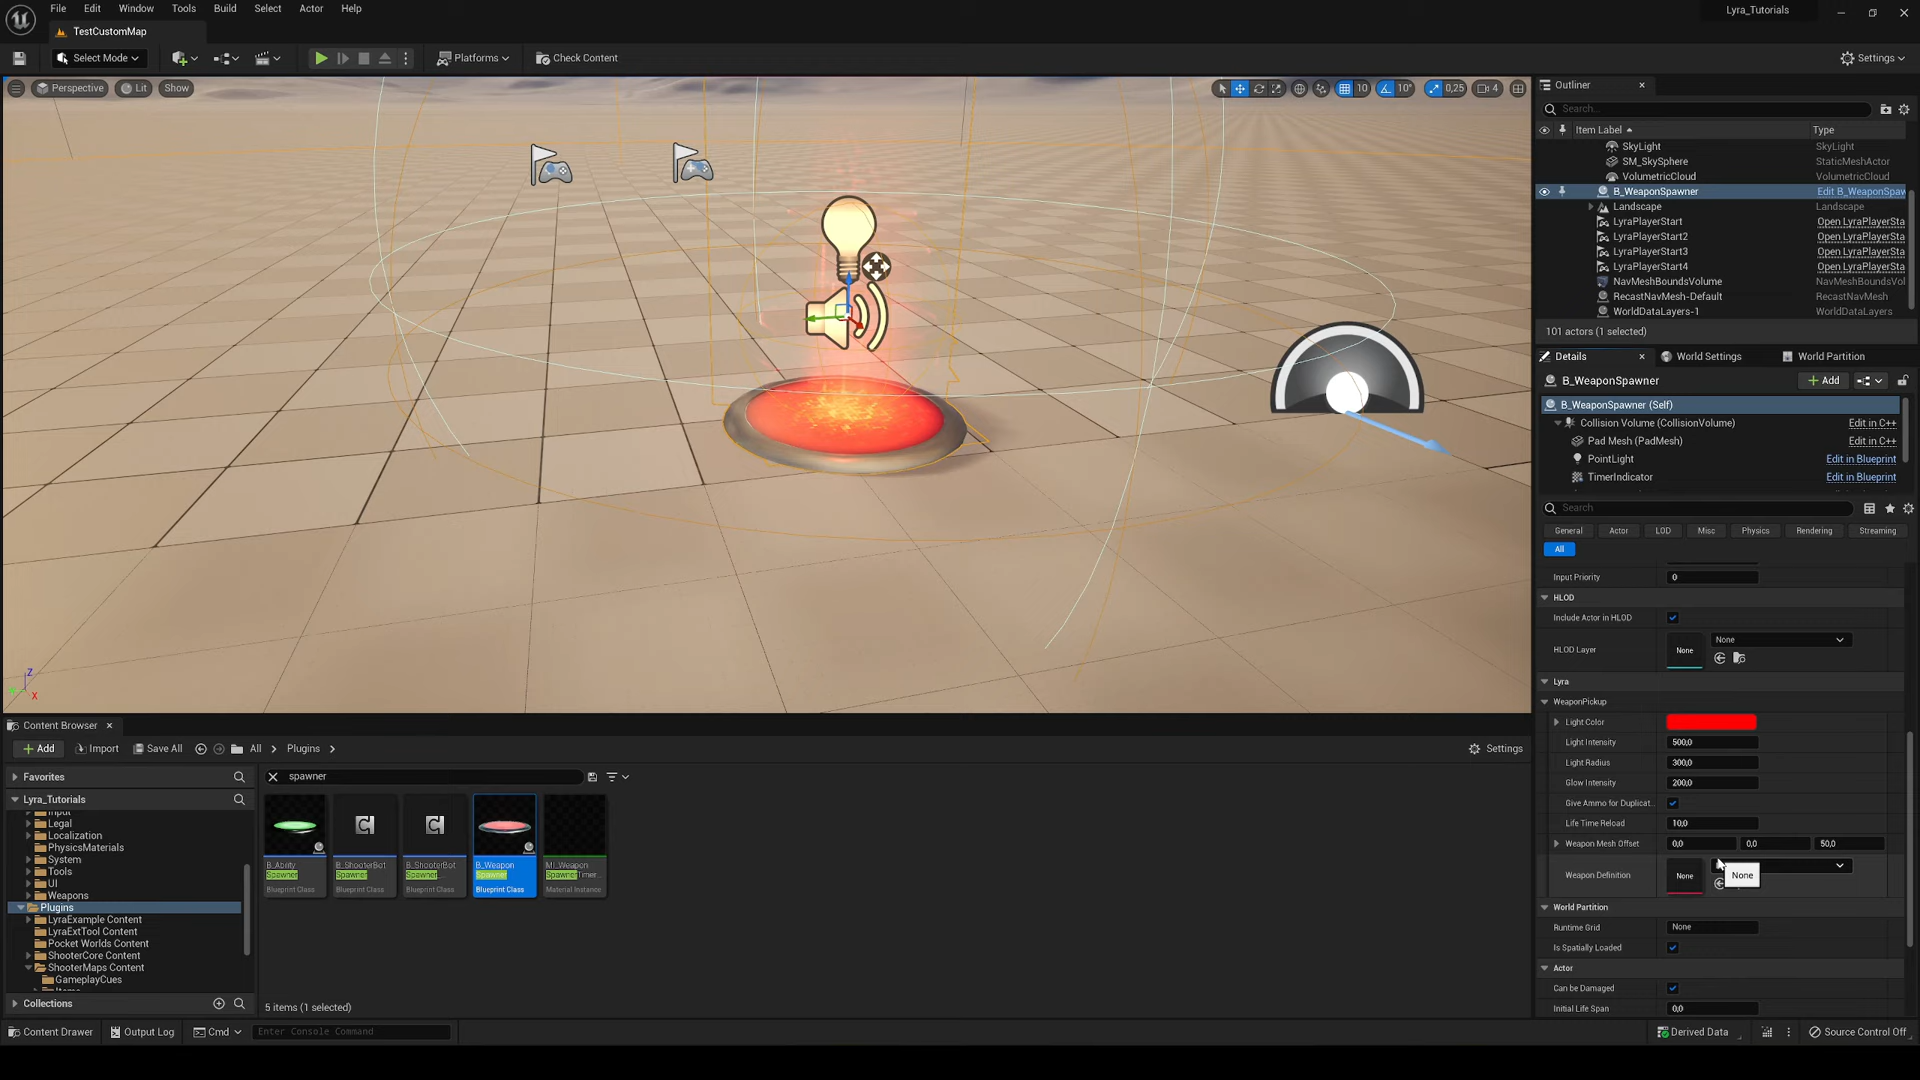 File Edit Window Tools Build Select Actor Help
Lyra_Tutorials
TestCustomMap
Select Mode
Platforms
Check Content
Settings
Perspective
Lit
Show
10
10°
0,25
4
Outliner
Search...
Item Label
Type
SkyLight SkyLight
SM_SkySphere StaticMeshActor
VolumetricCloud VolumetricCloud
B_WeaponSpawner Edit B_WeaponSpaw
Landscape Landscape
LyraPlayerStart Open LyraPlayerSta
LyraPlayerStart2 Open LyraPlayerSta
LyraPlayerStart3 Open LyraPlayerSta
LyraPlayerStart4 Open LyraPlayerSta
NavMeshBoundsVolume NavMeshBoundsVol
RecastNavMesh-Default RecastNavMesh
WorldDataLayers-1 WorldDataLayers
101 actors (1 selected)
Details
World Settings
World Partition
B_WeaponSpawner
Add
B_WeaponSpawner (Self)
Collision Volume (CollisionVolume) Edit in C++
Pad Mesh (PadMesh) Edit in C++
PointLight Edit in Blueprint
TimerIndicator Edit in Blueprint
Search
General Actor LOD Misc Physics Rendering Streaming
All
Input Priority 0
HLOD
Include Actor in HLOD
HLOD Layer None None
Lyra
WeaponPickup
Light Color
Light Intensity 500,0
Light Radius 300,0
Glow Intensity 200,0
Give Ammo for Duplicat...
Life Time Reload 10,0
Weapon Mesh Offset 0,0 0,0 50,0
Weapon Definition None
None
World Partition
Runtime Grid None
Is Spatially Loaded
Actor
Can be Damaged
Initial Life Span 0,0
Z
X
Content Browser
Add
Import
Save All
All
Plugins
Settings
Favorites
Lyra_Tutorials
Input
Legal
Localization
PhysicsMaterials
System
Tools
UI
Weapons
Plugins
LyraExample Content
LyraExtTool Content
Pocket Worlds Content
ShooterCore Content
ShooterMaps Content
GameplayCues
Items
Collections
spawner
B_Ability
Spawner
Blueprint Class
B_ShooterBot
Spawner
Blueprint Class
B_ShooterBot
Spawner...
Blueprint Class
B_Weapon
Spawner
Blueprint Class
MI_Weapon
SpawnerTimer...
Material Instance
5 items (1 selected)
Content Drawer
Output Log
Cmd
Enter Console Command
Derived Data
Source Control Off